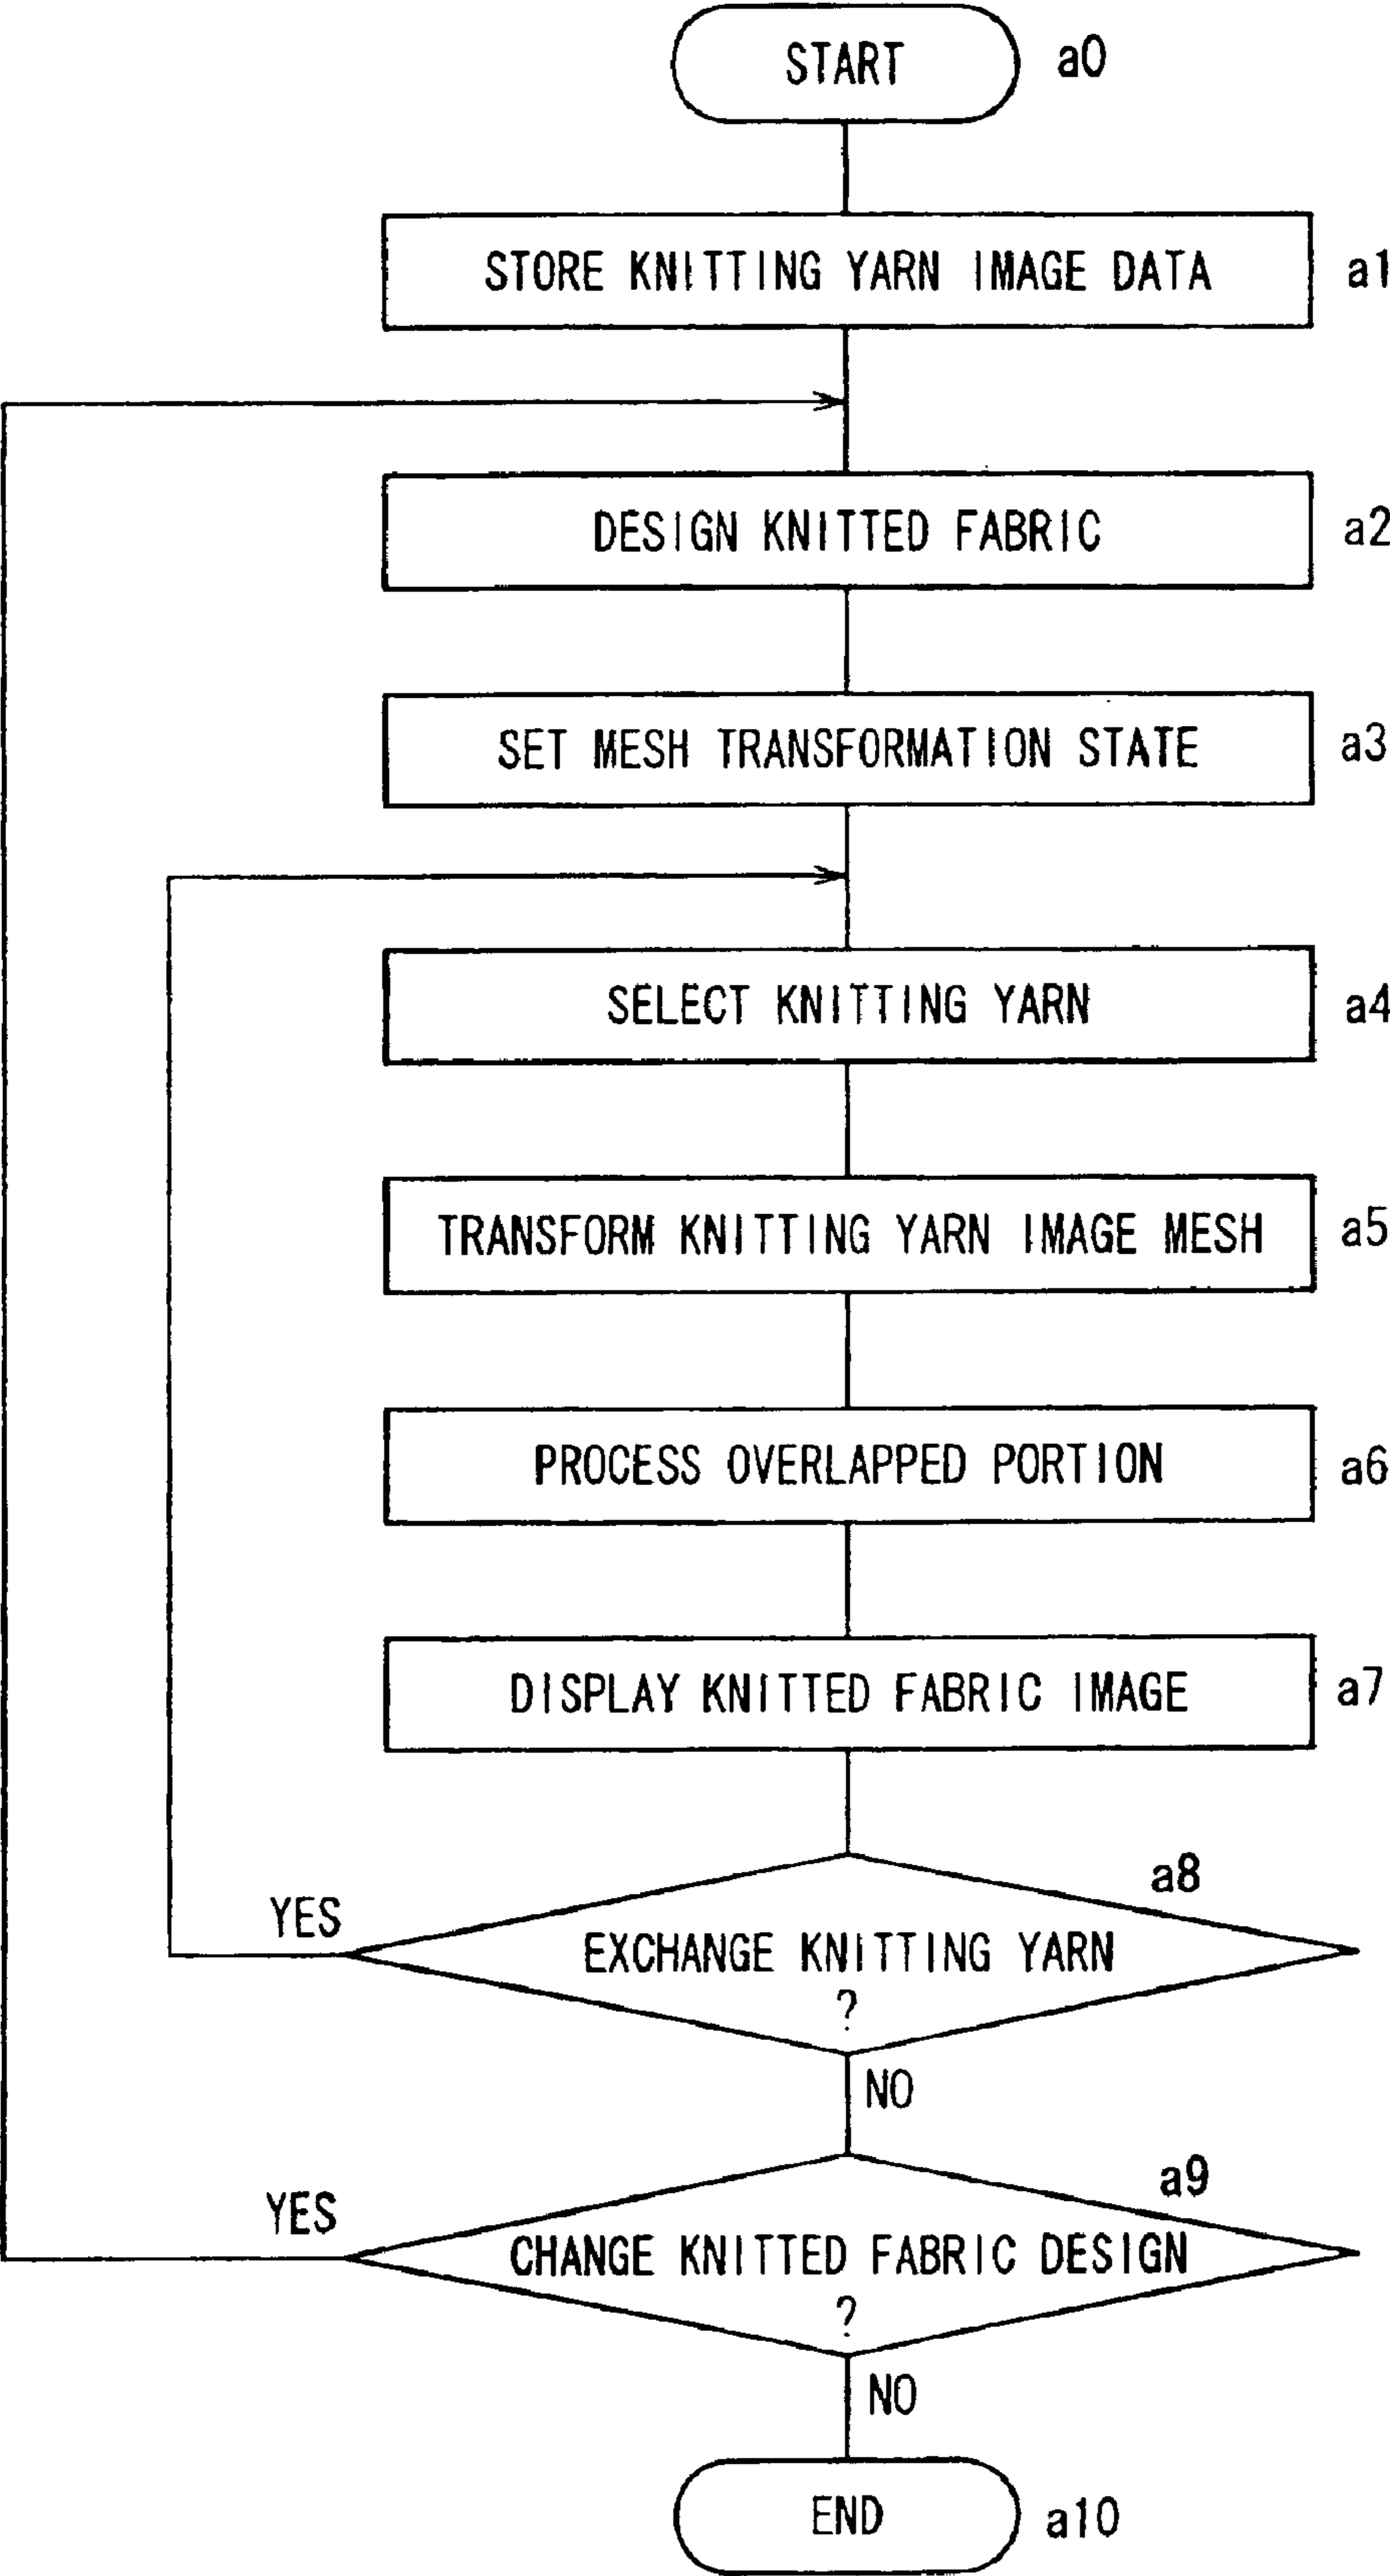 START a0
STORE KNITTING YARN IMAGE DATA a1
DESIGN KNITTED FABRIC a2
SET MESH TRANSFORMATION STATE a3
SELECT KNITTING YARN a4
TRANSFORM KNITTING YARN IMAGE MESH a5
PROCESS OVERLAPPED PORTION a6
DISPLAY KNITTED FABRIC IMAGE a7
a8
YES
EXCHANGE KNITTING YARN
?
NO
a9
YES
CHANGE KNITTED FABRIC DESIGN
?
NO
END a10